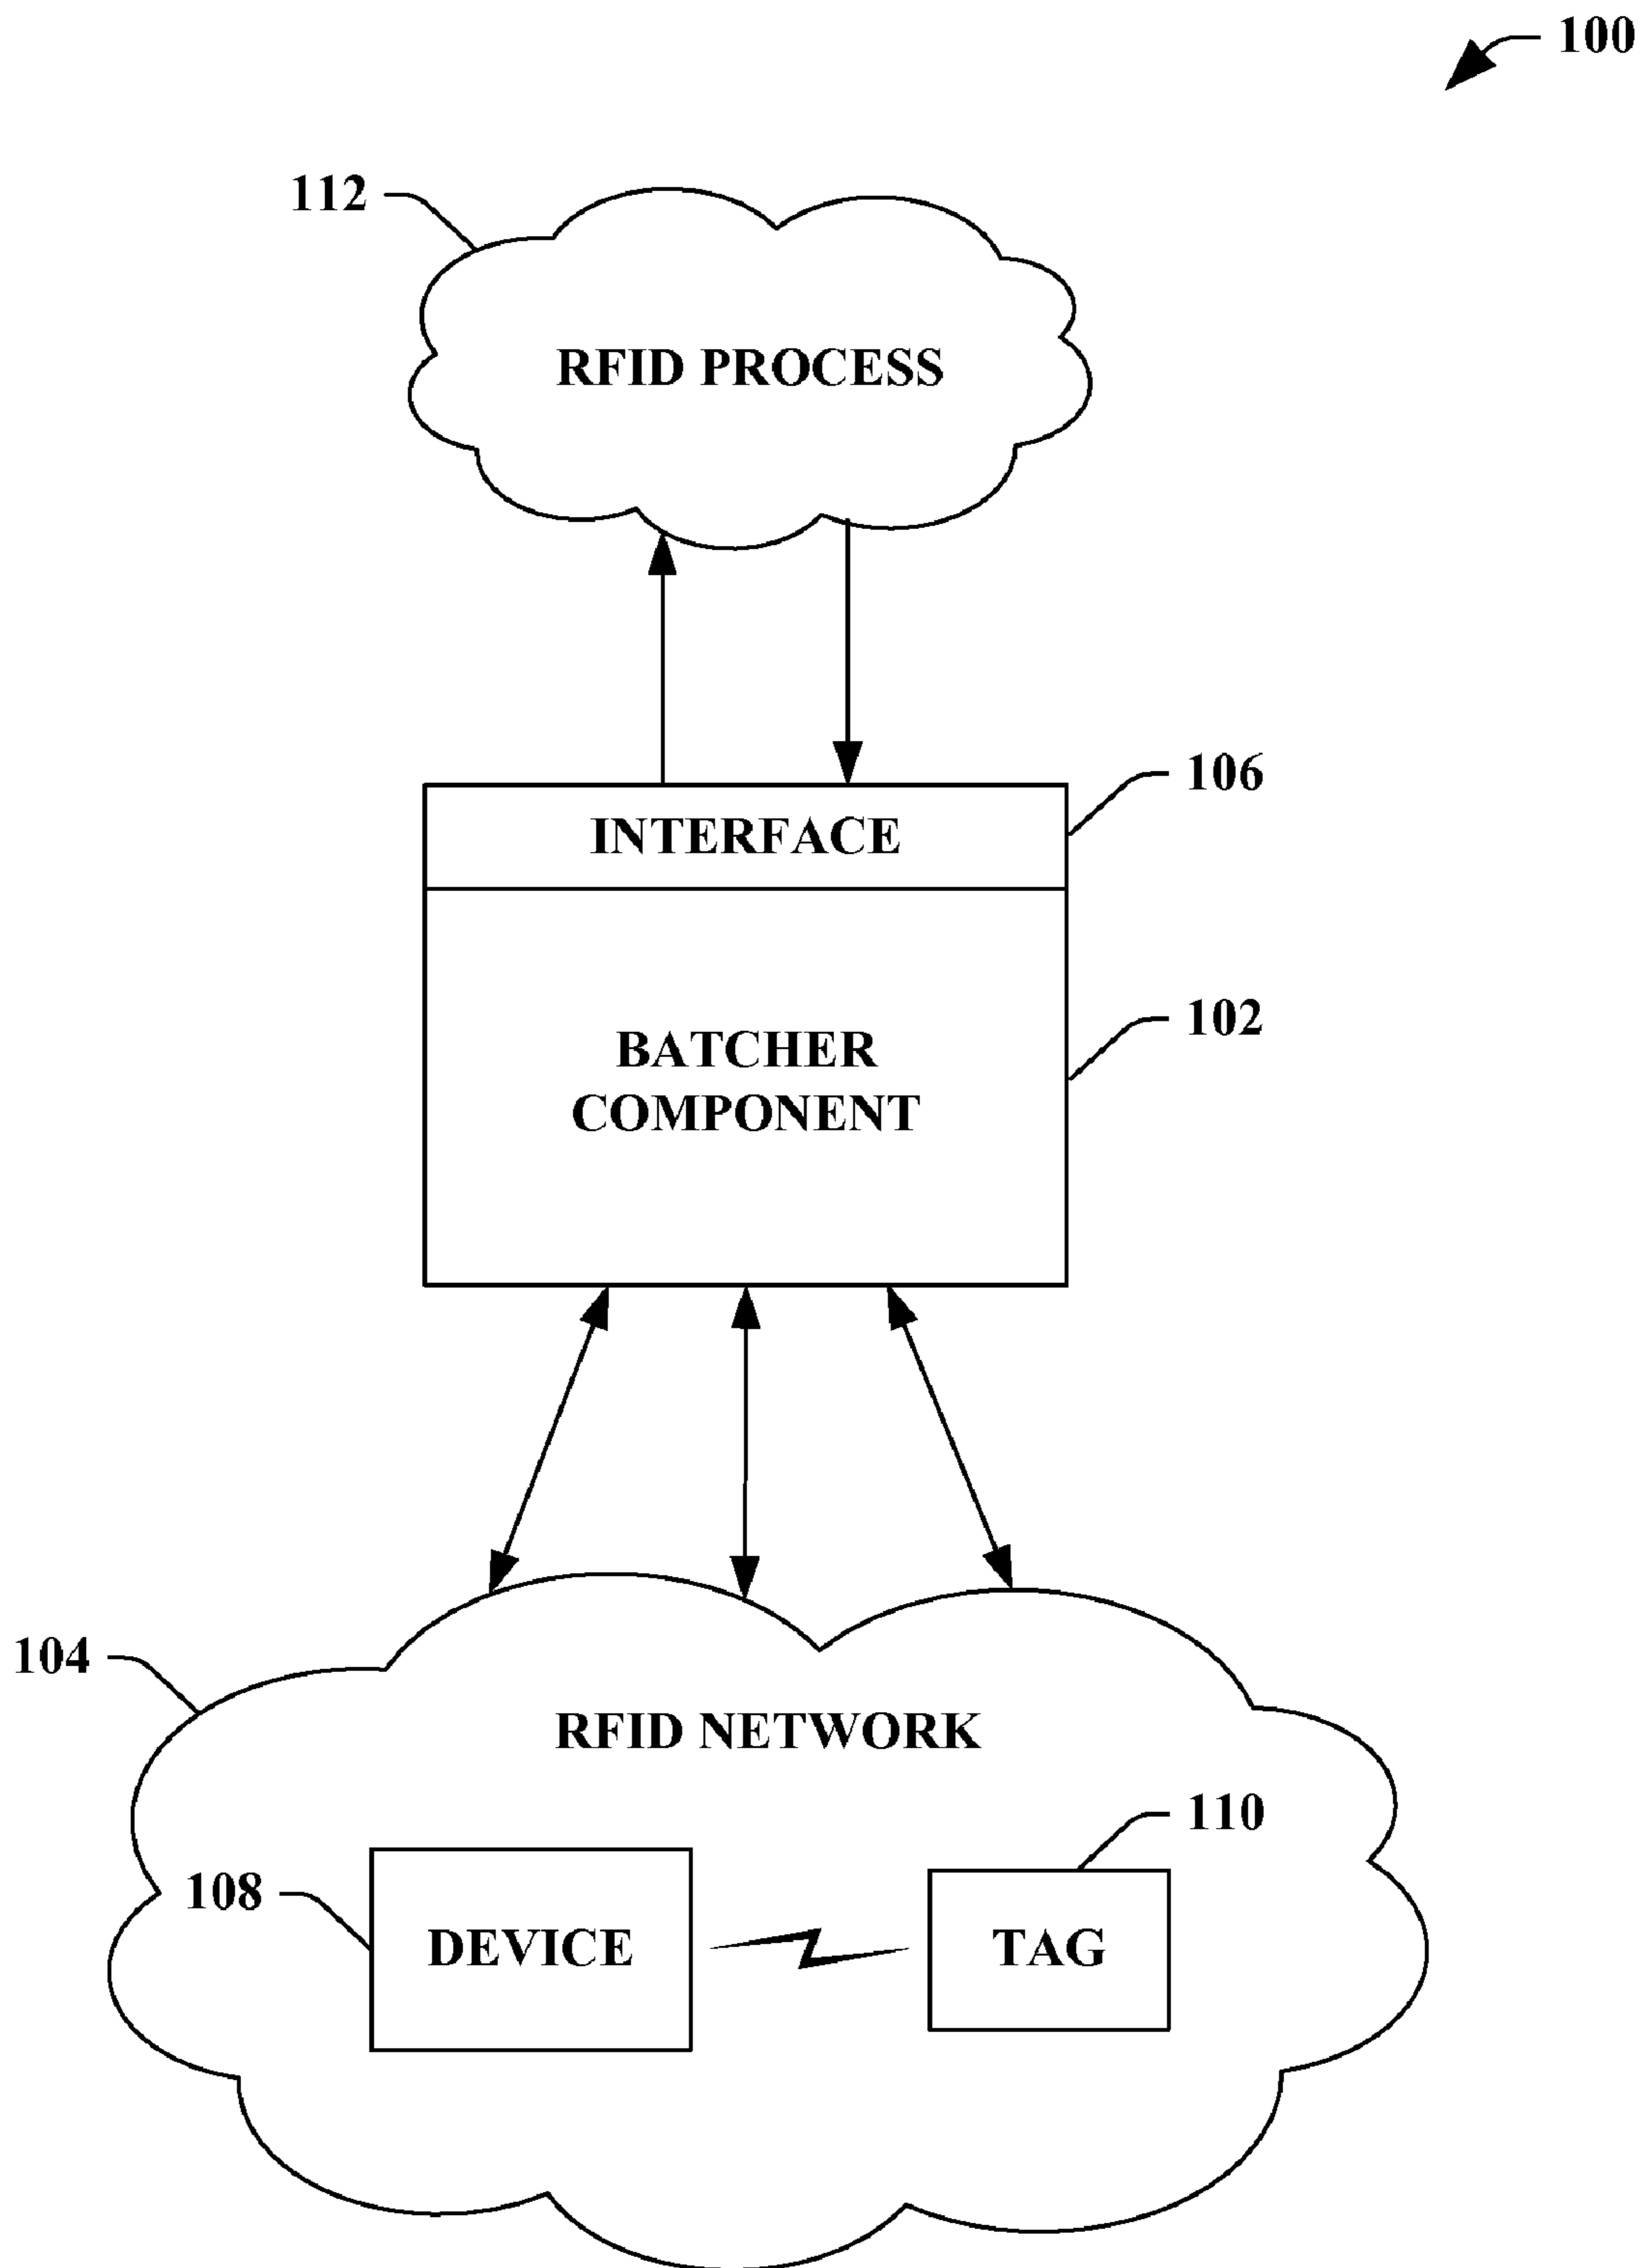 100
112
RFID PROCESS
106
INTERFACE
102
BATCHER
COMPONENT
104
RFID NETWORK
110
108
DEVICE
TAG